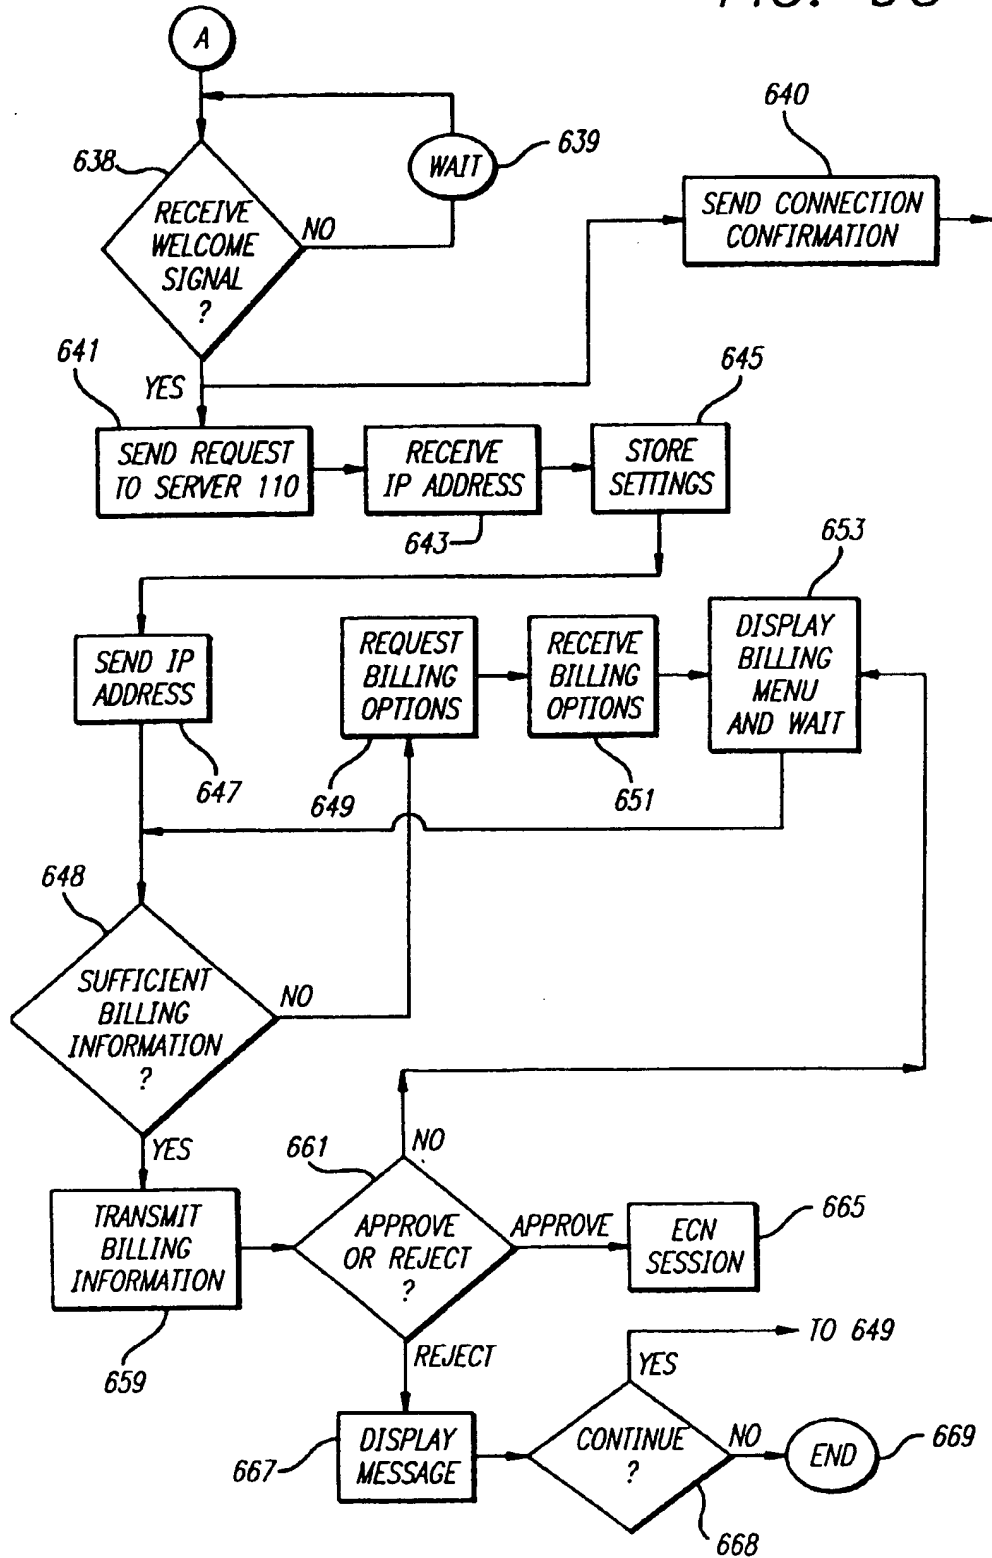 A
640
638
WAIT
639
RECEIVE
WELCOME
SIGNAL
?
NO
SEND CONNECTION
CONFIRMATION
641
YES
645
SEND REQUEST
TO SERVER 110
RECEIVE
IP ADDRESS
STORE
SETTINGS
643
653
SEND IP
ADDRESS
REQUEST
BILLING
OPTIONS
RECEIVE
BILLING
OPTIONS
DISPLAY
BILLING
MENU
AND WAIT
647
649
651
648
SUFFICIENT
BILLING
INFORMATION
?
NO
YES
661
NO
TRANSMIT
BILLING
INFORMATION
APPROVE
OR REJECT
?
APPROVE
ECN
SESSION
665
659
REJECT
TO 649
YES
DISPLAY
MESSAGE
667
CONTINUE
?
NO
END
669
668